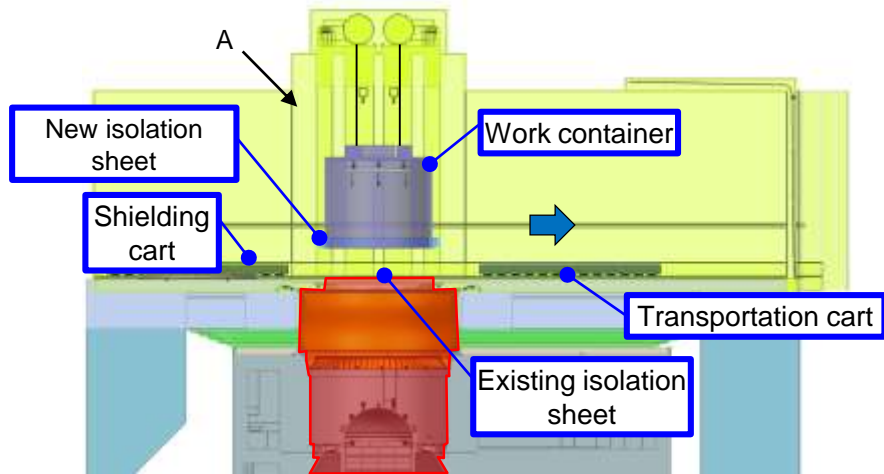 A
New isolation
sheet
Work container
Shielding
cart
Transportation cart
Existing isolation
sheet